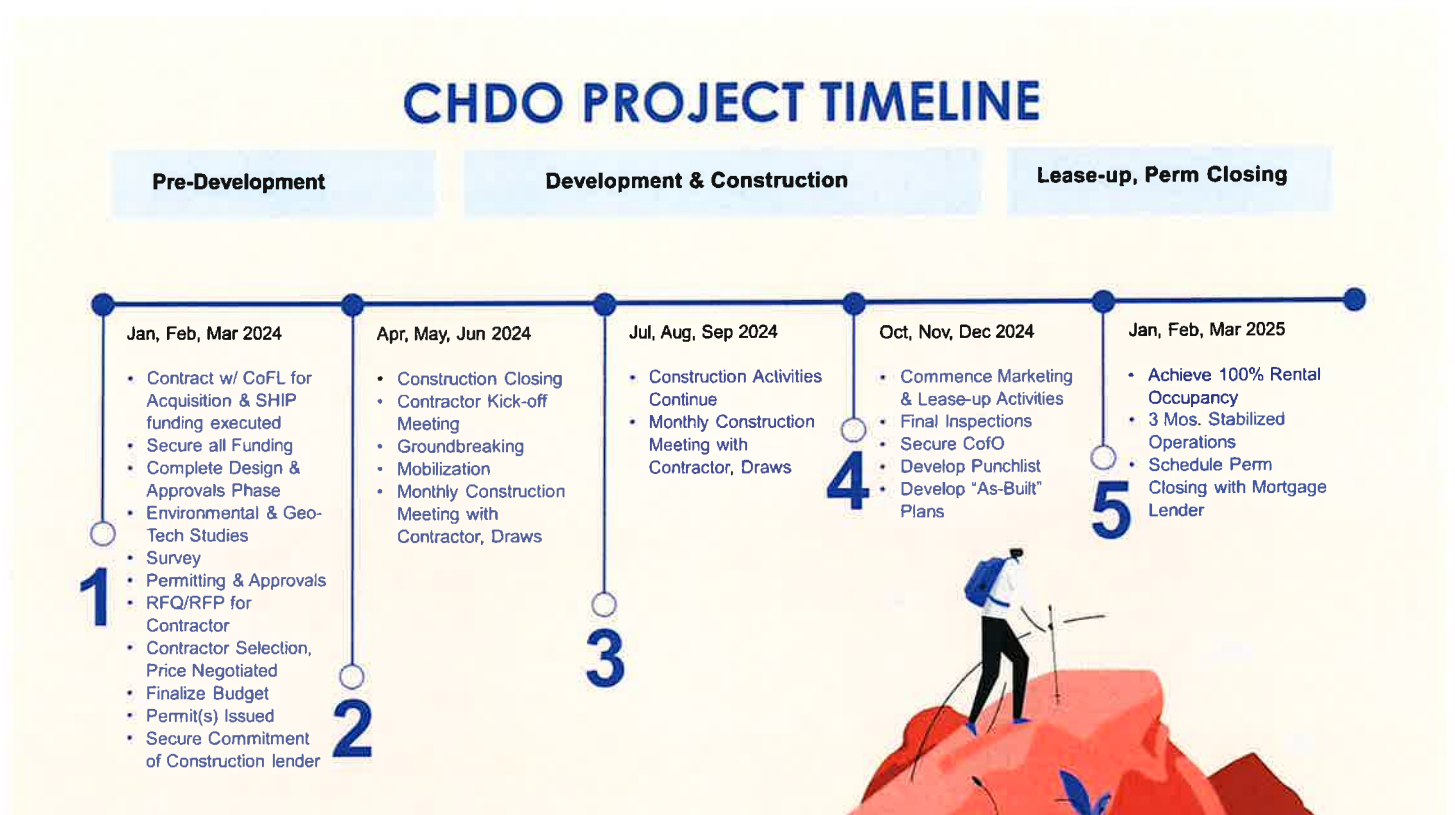 CHDO PROJECT TIMELINE
Pre-Development
Development & Construction
Lease-up, Perm Closing
Jan, Feb, Mar 2024
• Contract w/ CoFL for
Acquisition & SHIP
funding executed
• Secure all Funding
• Complete Design &
Approvals Phase
• Environmental & Geo-
Tech Studies
• Survey
• Permitting & Approvals
• RFQ/RFP for
Contractor
• Contractor Selection,
Price Negotiated
• Finalize Budget
• Permit(s) Issued
• Secure Commitment
of Construction lender
1
Apr, May, Jun 2024
• Construction Closing
• Contractor Kick-off
Meeting
• Groundbreaking
• Mobilization
• Monthly Construction
Meeting with
Contractor, Draws
2
Jul, Aug, Sep 2024
• Construction Activities
Continue
• Monthly Construction
Meeting with
Contractor, Draws
3
Oct, Nov, Dec 2024
• Commence Marketing
& Lease-up Activities
• Final Inspections
• Secure CofO
• Develop Punchlist
• Develop "As-Built"
Plans
4
Jan, Feb, Mar 2025
• Achieve 100% Rental
Occupancy
• 3 Mos. Stabilized
Operations
• Schedule Perm
Closing with Mortgage
Lender
5